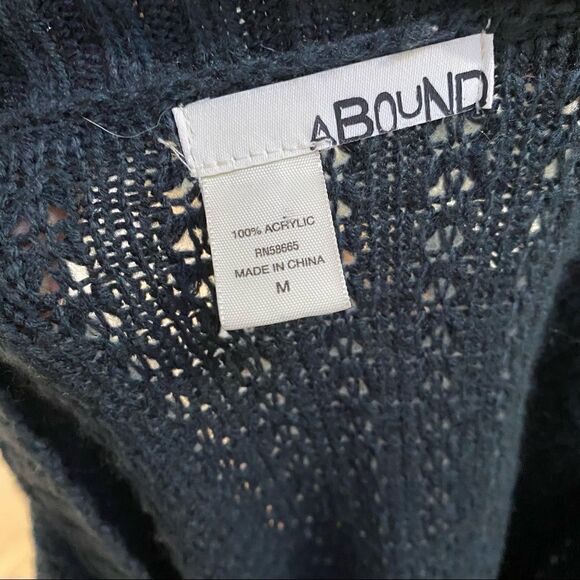 ABOUND
100% ACRYLIC
RN58665
MADE IN CHINA
M